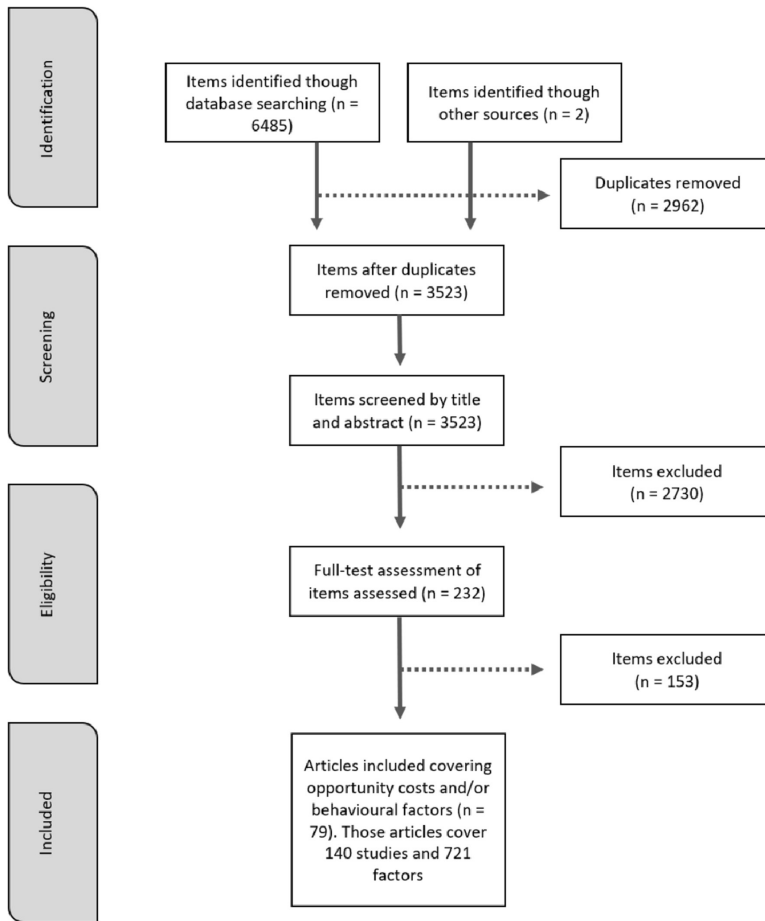 Identification
Items identified though
database searching (n =
6485)
Items identified though
other sources (n = 2)
Duplicates removed
(n = 2962)
Screening
Items after duplicates
removed (n = 3523)
Items screened by title
and abstract (n = 3523)
Items excluded
(n = 2730)
Eligibility
Full-test assessment of
items assessed (n = 232)
Items excluded
(n = 153)
Included
Articles included covering
opportunity costs and/or
behavioural factors (n =
79). Those articles cover
140 studies and 721
factors